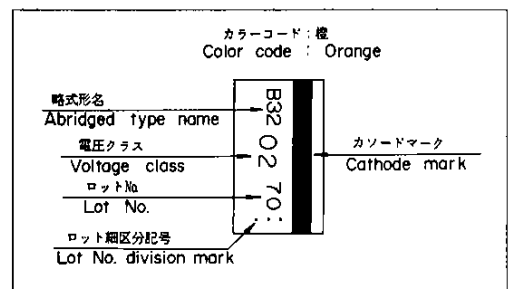 カラーコード：橙
Color code : Orange
略式形名
Abridged type name
電圧クラス
Voltage class
ロットNo
Lot No.
ロット細区分記号
Lot No. division mark
B32 02 70
カソードマーク
Cathode mark